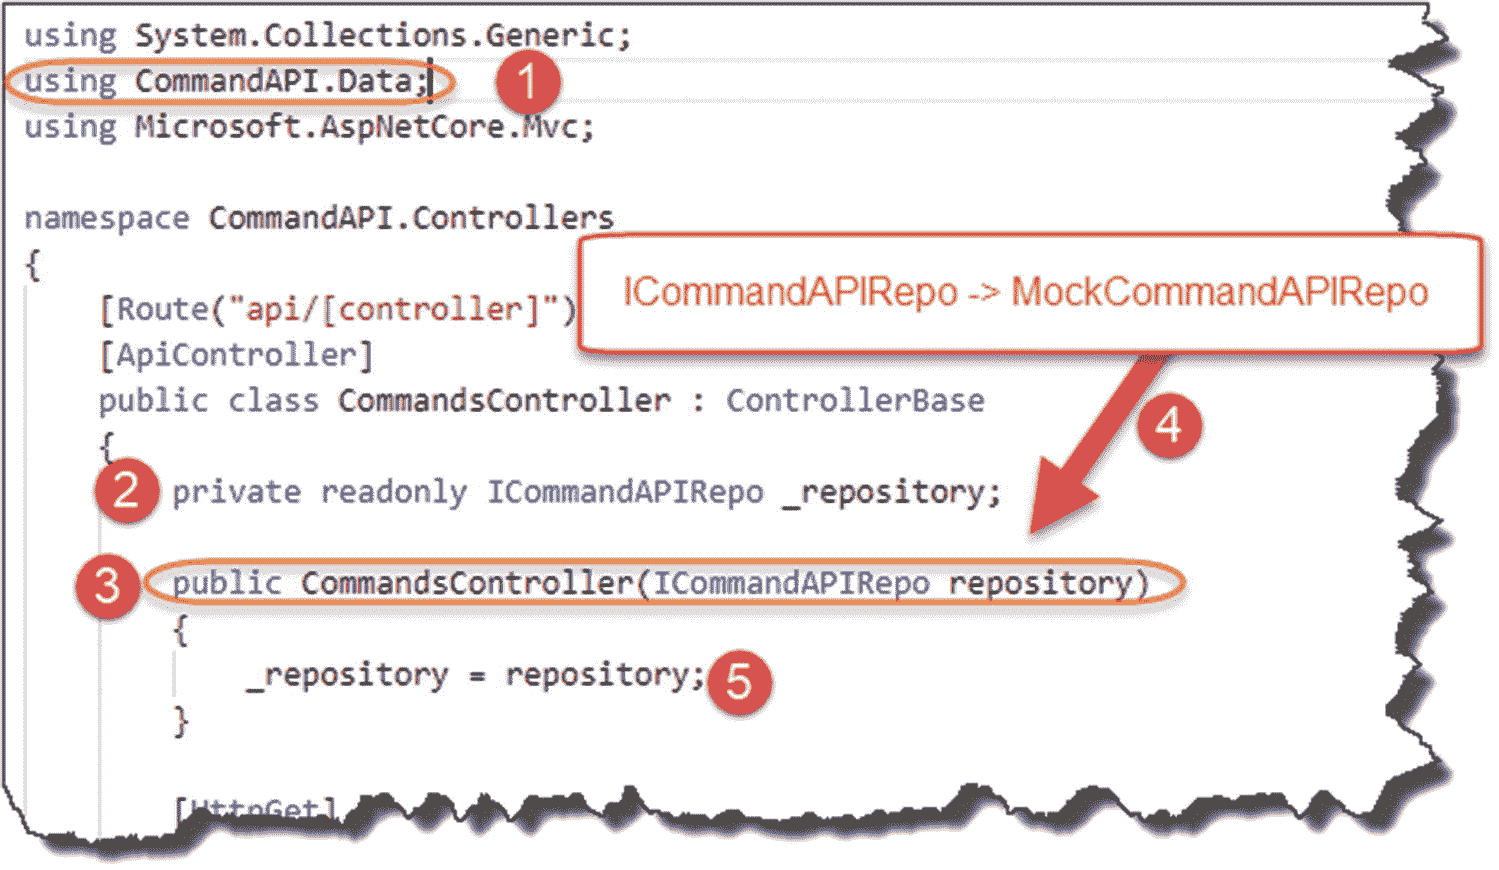 using System.Collections.Generic;
using CommandAPI.Data; 1
using Microsoft.AspNetCore.Mvc;
namespace CommandAPI.Controllers
{
ICommandAPIRepo -> MockCommandAPIRepo
[Route("api/[controller]")
[ApiController]
public class CommandsController : ControllerBase
4
{
2 private readonly ICommandAPIRepo _repository;
3 public CommandsController(ICommandAPIRepo repository)
{
_repository = repository; 5
}
[HttpGet]